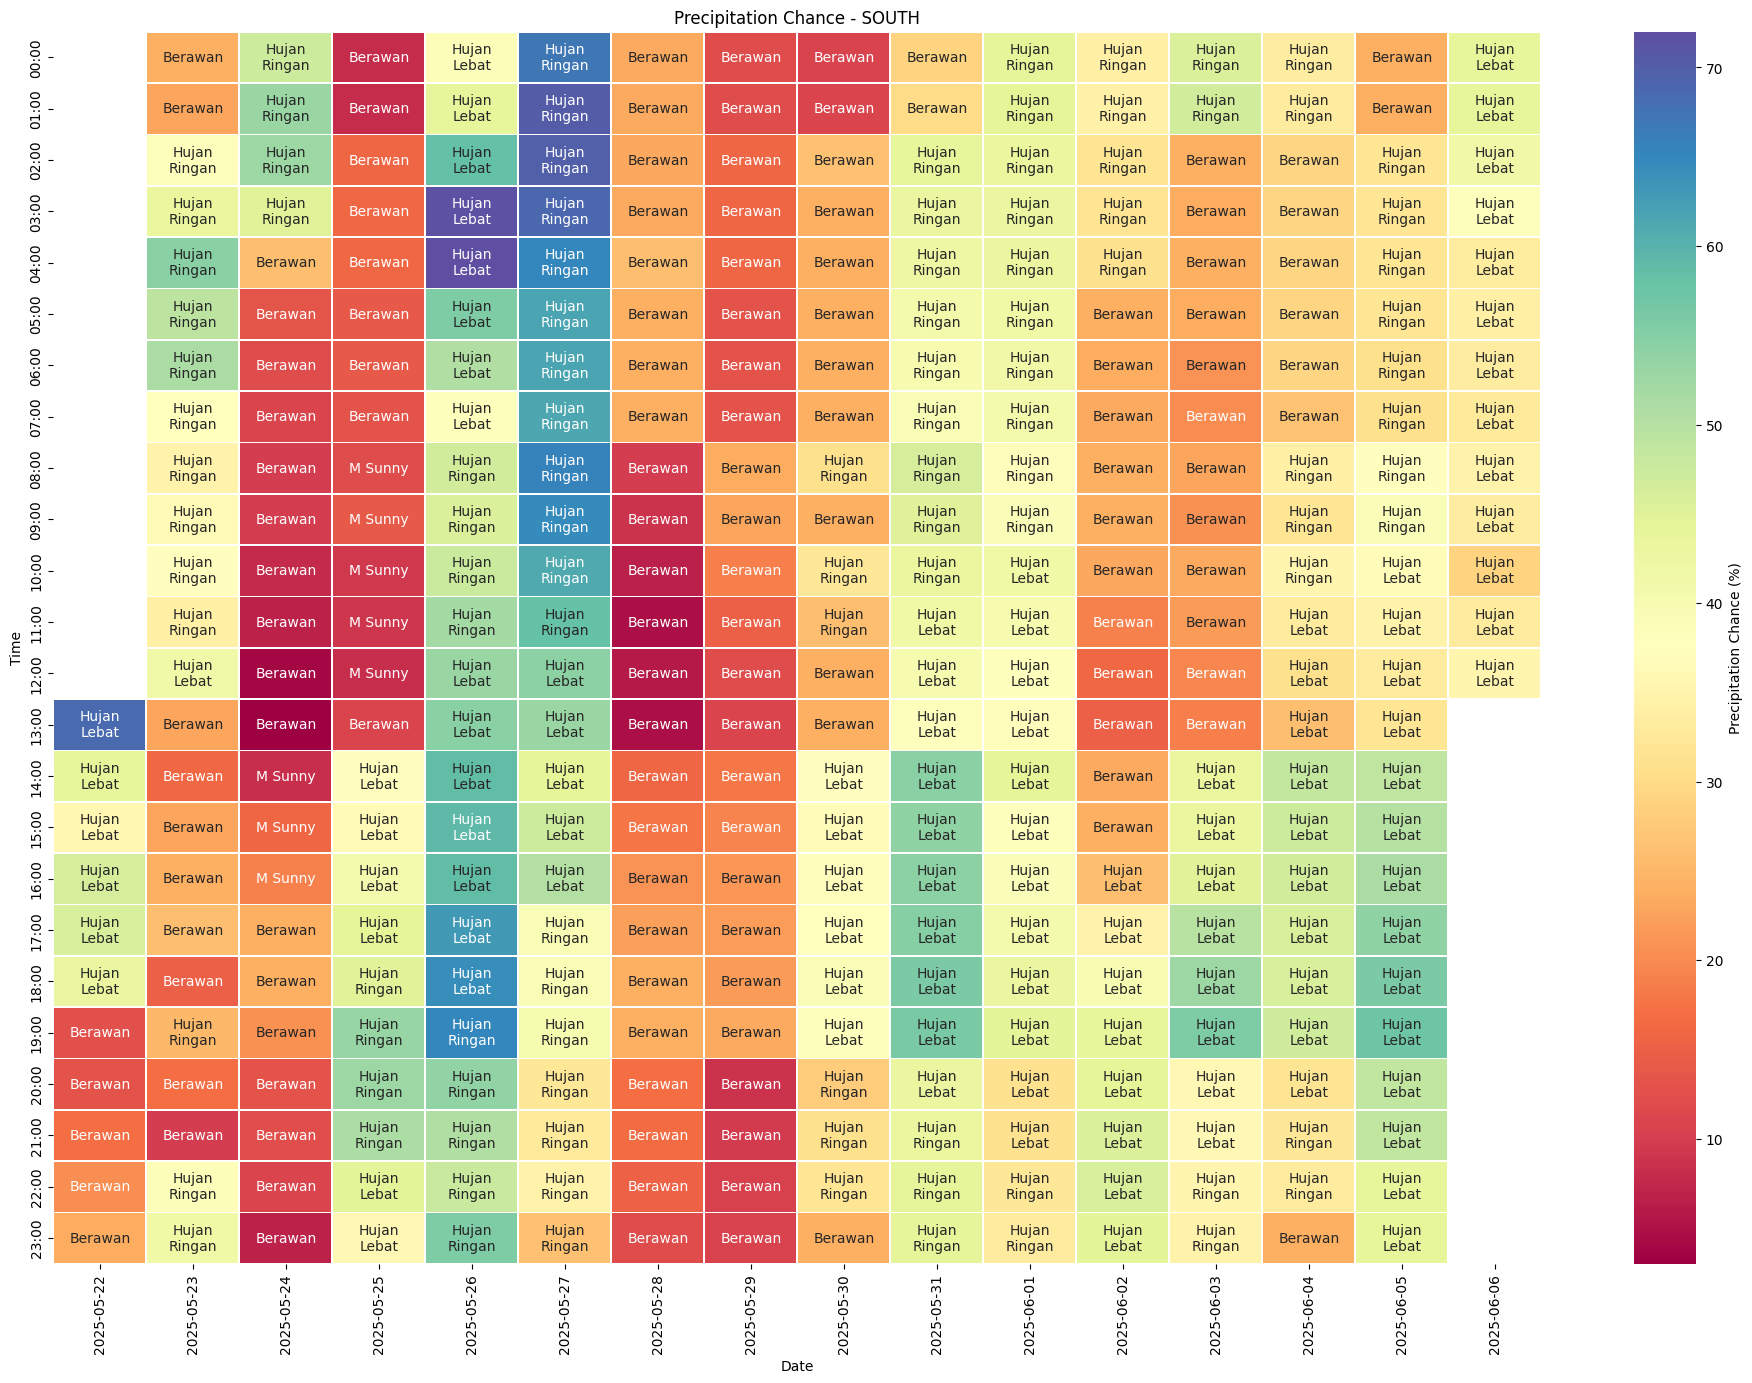 Precipitation Chance - SOUTH
00:00 Berawan Hujan Ringan Berawan Hujan Lebat Hujan Ringan Berawan Berawan Berawan Berawan Hujan Ringan Hujan Ringan Hujan Ringan Hujan Ringan Berawan Hujan Lebat
01:00 Berawan Hujan Ringan Berawan Hujan Lebat Hujan Ringan Berawan Berawan Berawan Berawan Hujan Ringan Hujan Ringan Hujan Ringan Hujan Ringan Berawan Hujan Lebat
02:00 Hujan Ringan Hujan Ringan Berawan Hujan Lebat Hujan Ringan Berawan Berawan Berawan Hujan Ringan Hujan Ringan Hujan Ringan Berawan Berawan Hujan Ringan Hujan Lebat
03:00 Hujan Ringan Hujan Ringan Berawan Hujan Lebat Hujan Ringan Berawan Berawan Berawan Hujan Ringan Hujan Ringan Hujan Ringan Berawan Berawan Hujan Ringan Hujan Lebat
04:00 Hujan Ringan Berawan Berawan Hujan Lebat Hujan Ringan Berawan Berawan Berawan Hujan Ringan Hujan Ringan Hujan Ringan Berawan Berawan Hujan Ringan Hujan Lebat
05:00 Hujan Ringan Berawan Berawan Hujan Lebat Hujan Ringan Berawan Berawan Berawan Hujan Ringan Hujan Ringan Berawan Berawan Berawan Hujan Ringan Hujan Lebat
06:00 Hujan Ringan Berawan Berawan Hujan Lebat Hujan Ringan Berawan Berawan Berawan Hujan Ringan Hujan Ringan Berawan Berawan Berawan Hujan Ringan Hujan Lebat
07:00 Hujan Ringan Berawan Berawan Hujan Lebat Hujan Ringan Berawan Berawan Berawan Hujan Ringan Hujan Ringan Berawan Berawan Berawan Hujan Ringan Hujan Lebat
08:00 Hujan Ringan Berawan M Sunny Hujan Ringan Hujan Ringan Berawan Berawan Hujan Ringan Hujan Ringan Hujan Ringan Berawan Berawan Hujan Ringan Hujan Ringan Hujan Lebat
09:00 Hujan Ringan Berawan M Sunny Hujan Ringan Hujan Ringan Berawan Berawan Berawan Hujan Ringan Hujan Ringan Berawan Berawan Hujan Ringan Hujan Ringan Hujan Lebat
10:00 Hujan Ringan Berawan M Sunny Hujan Ringan Hujan Ringan Berawan Berawan Hujan Ringan Hujan Ringan Hujan Lebat Berawan Berawan Hujan Ringan Hujan Lebat Hujan Lebat
11:00 Hujan Ringan Berawan M Sunny Hujan Ringan Hujan Ringan Berawan Berawan Hujan Ringan Hujan Lebat Hujan Lebat Berawan Berawan Hujan Lebat Hujan Lebat Hujan Lebat
12:00 Hujan Lebat Berawan M Sunny Hujan Lebat Hujan Lebat Berawan Berawan Berawan Hujan Lebat Hujan Lebat Berawan Berawan Hujan Lebat Hujan Lebat Hujan Lebat
13:00 Hujan Lebat Berawan Berawan Berawan Hujan Lebat Hujan Lebat Berawan Berawan Berawan Hujan Lebat Hujan Lebat Berawan Berawan Hujan Lebat Hujan Lebat
14:00 Hujan Lebat Berawan M Sunny Hujan Lebat Hujan Lebat Hujan Lebat Berawan Berawan Hujan Lebat Hujan Lebat Hujan Lebat Berawan Hujan Lebat Hujan Lebat Hujan Lebat
15:00 Hujan Lebat Berawan M Sunny Hujan Lebat Hujan Lebat Hujan Lebat Berawan Berawan Hujan Lebat Hujan Lebat Hujan Lebat Berawan Hujan Lebat Hujan Lebat Hujan Lebat
16:00 Hujan Lebat Berawan M Sunny Hujan Lebat Hujan Lebat Hujan Lebat Berawan Berawan Hujan Lebat Hujan Lebat Hujan Lebat Hujan Lebat Hujan Lebat Hujan Lebat Hujan Lebat
17:00 Hujan Lebat Berawan Berawan Hujan Lebat Hujan Lebat Hujan Ringan Berawan Berawan Hujan Lebat Hujan Lebat Hujan Lebat Hujan Lebat Hujan Lebat Hujan Lebat Hujan Lebat
18:00 Hujan Lebat Berawan Berawan Hujan Ringan Hujan Lebat Hujan Ringan Berawan Berawan Hujan Lebat Hujan Lebat Hujan Lebat Hujan Lebat Hujan Lebat Hujan Lebat Hujan Lebat
19:00 Berawan Hujan Ringan Berawan Hujan Ringan Hujan Ringan Hujan Ringan Berawan Berawan Hujan Lebat Hujan Lebat Hujan Lebat Hujan Lebat Hujan Lebat Hujan Lebat Hujan Lebat
20:00 Berawan Berawan Berawan Hujan Ringan Hujan Ringan Hujan Ringan Berawan Berawan Hujan Ringan Hujan Lebat Hujan Lebat Hujan Lebat Hujan Lebat Hujan Lebat Hujan Lebat
21:00 Berawan Berawan Berawan Hujan Ringan Hujan Ringan Hujan Ringan Berawan Berawan Hujan Ringan Hujan Ringan Hujan Lebat Hujan Lebat Hujan Lebat Hujan Ringan Hujan Lebat
22:00 Berawan Hujan Ringan Berawan Hujan Lebat Hujan Ringan Hujan Ringan Berawan Berawan Hujan Ringan Hujan Ringan Hujan Ringan Hujan Lebat Hujan Ringan Hujan Ringan Hujan Lebat
23:00 Berawan Hujan Ringan Berawan Hujan Lebat Hujan Ringan Hujan Ringan Berawan Berawan Berawan Hujan Ringan Hujan Ringan Hujan Lebat Hujan Ringan Berawan Hujan Lebat
Time
2025-05-22 2025-05-23 2025-05-24 2025-05-25 2025-05-26 2025-05-27 2025-05-28 2025-05-29 2025-05-30 2025-05-31 2025-06-01 2025-06-02 2025-06-03 2025-06-04 2025-06-05 2025-06-06
Date
70
60
50
40
30
20
10
Precipitation Chance (%)